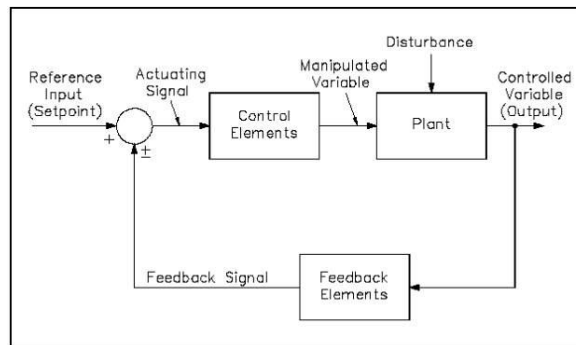 Disturbance
Reference
Input
(Setpoint)
Actuating
Signal
Manipulated
Variable
Controlled
Variable
(Output)
Control
Elements
Plant
+
±
Feedback Signal
Feedback
Elements